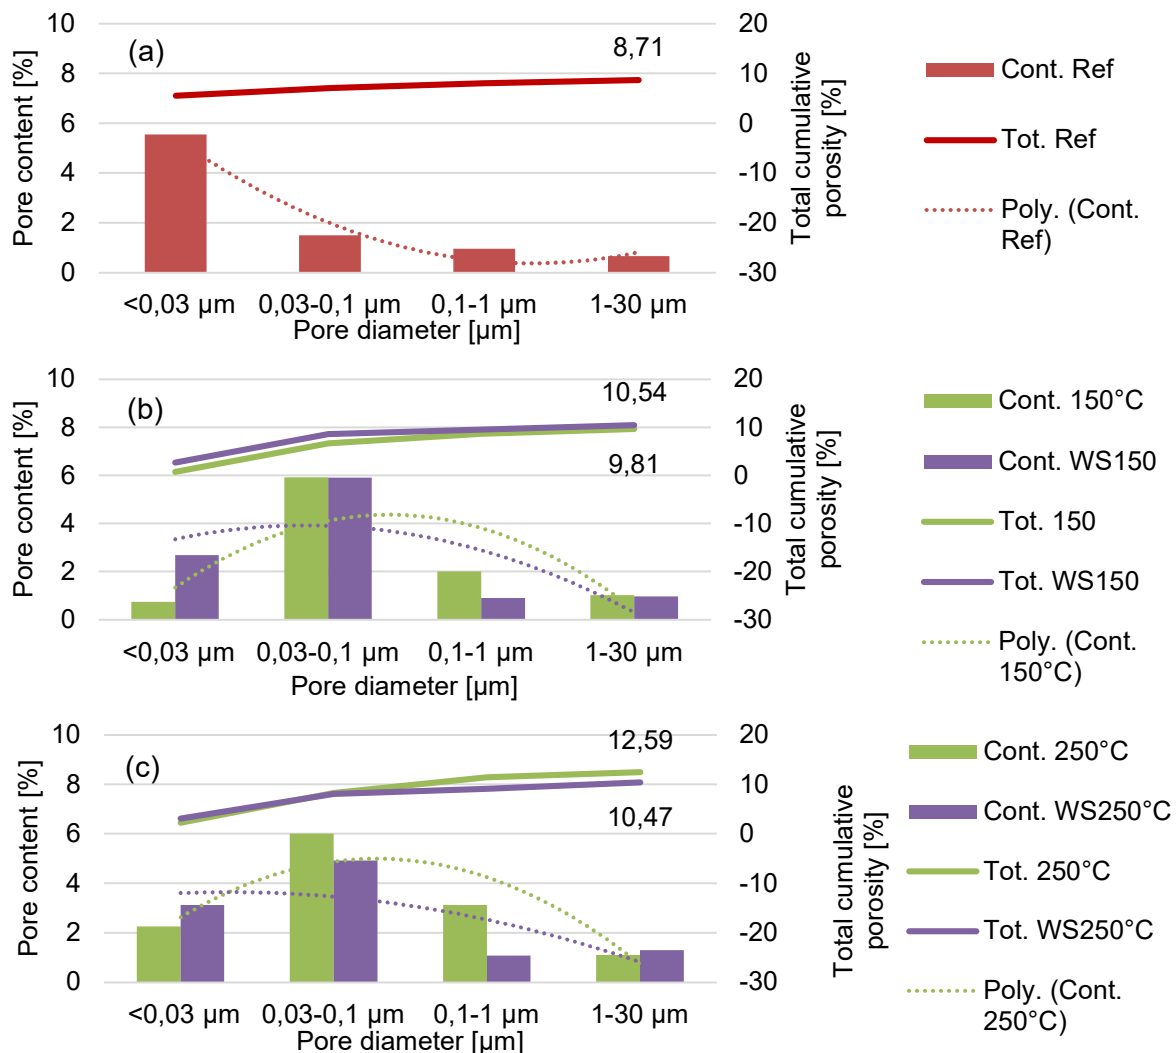 (a)
Pore content [%]
10
8
6
4
2
0
8,71
20
10
0
-10
-20
-30
Total cumulative
porosity [%]
<0,03 µm 0,03-0,1 µm 0,1-1 µm 1-30 µm
Pore diameter [µm]
Cont. Ref
Tot. Ref
Poly. (Cont.
Ref)
(b)
Pore content [%]
10
8
6
4
2
0
10,54
9,81
20
10
0
-10
-20
-30
Total cumulative
porosity [%]
<0,03 µm 0,03-0,1 µm 0,1-1 µm 1-30 µm
Pore diameter [µm]
Cont. 150°C
Cont. WS150
Tot. 150
Tot. WS150
Poly. (Cont.
150°C)
(c)
Pore content [%]
10
8
6
4
2
0
12,59
10,47
20
10
0
-10
-20
-30
Total cumulative
porosity [%]
<0,03 µm 0,03-0,1 µm 0,1-1 µm 1-30 µm
Pore diameter [µm]
Cont. 250°C
Cont. WS250°C
Tot. 250°C
Tot. WS250°C
Poly. (Cont.
250°C)